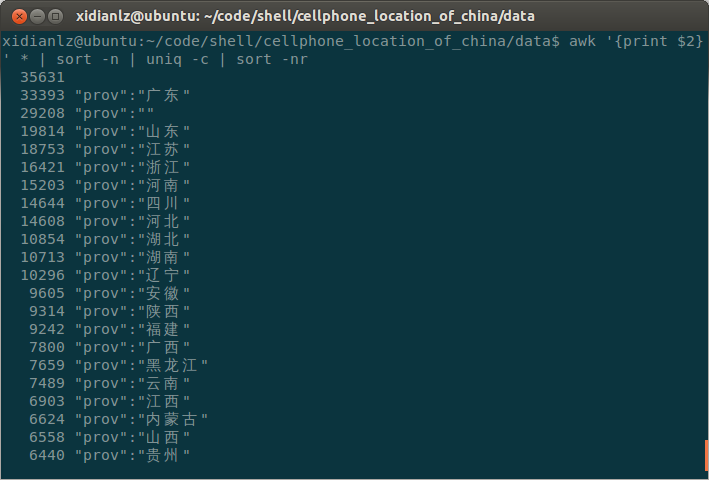 xidianlz@ubuntu: ~/code/shell/cellphone_location_of_china/data
xidianlz@ubuntu:~/code/shell/cellphone_location_of_china/data$ awk '{print $2}
' * | sort -n | uniq -c | sort -nr
35631
33393 "prov":"广东"
29208 "prov":""
19814 "prov":"山东"
18753 "prov":"江苏"
16421 "prov":"浙江"
15203 "prov":"河南"
14644 "prov":"四川"
14608 "prov":"河北"
10854 "prov":"湖北"
10713 "prov":"湖南"
10296 "prov":"辽宁"
9605 "prov":"安徽"
9314 "prov":"陕西"
9242 "prov":"福建"
7800 "prov":"广西"
7659 "prov":"黑龙江"
7489 "prov":"云南"
6903 "prov":"江西"
6624 "prov":"内蒙古"
6558 "prov":"山西"
6440 "prov":"贵州"